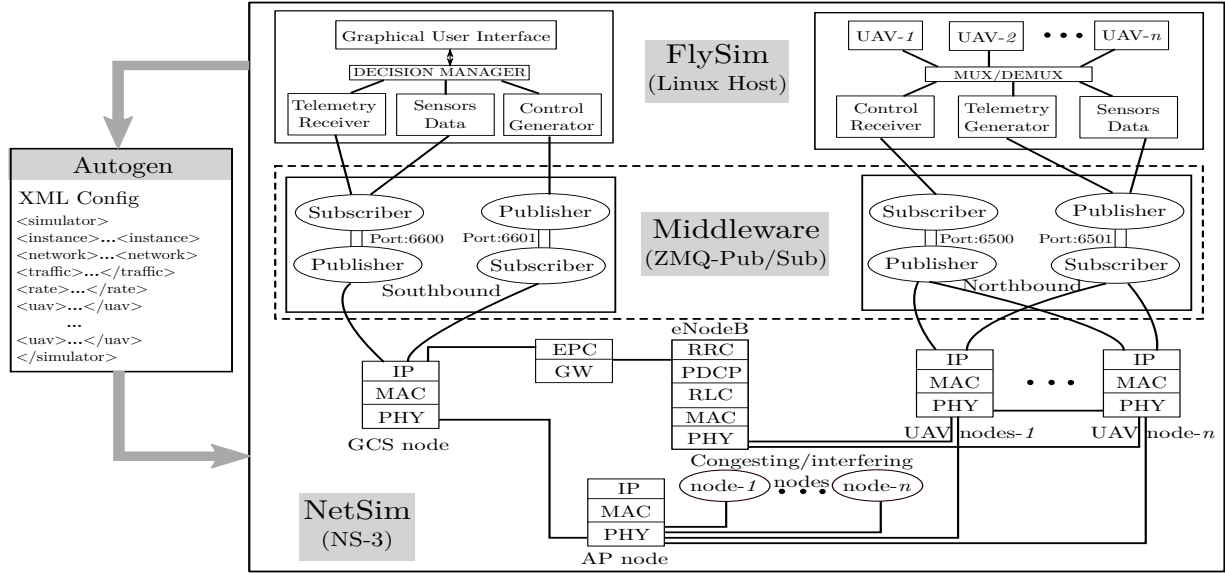 Graphical User Interface
DECISION MANAGER
Telemetry
Receiver
Sensors
Data
Control
Generator
FlySim
(Linux Host)
UAV-1
UAV-2
UAV-n
MUX/DEMUX
Control
Receiver
Telemetry
Generator
Sensors
Data
Autogen
XML Config
<simulator>
<instance>...<instance>
<network>...<network>
<traffic>...</traffic>
<rate>...</rate>
<uav>...</uav>
...
<uav>...</uav>
</simulator>
Subscriber
Publisher
Port:6600
Port:6601
Publisher
Subscriber
Southbound
Middleware
(ZMQ-Pub/Sub)
Subscriber
Publisher
Port:6500
Port:6501
Publisher
Subscriber
Northbound
IP
MAC
PHY
GCS node
EPC
GW
eNodeB
RRC
PDCP
RLC
MAC
PHY
IP
MAC
PHY
UAV nodes-1
IP
MAC
PHY
UAV node-n
Congesting/interfering
nodes
node-1
node-n
IP
MAC
PHY
AP node
NetSim
(NS-3)